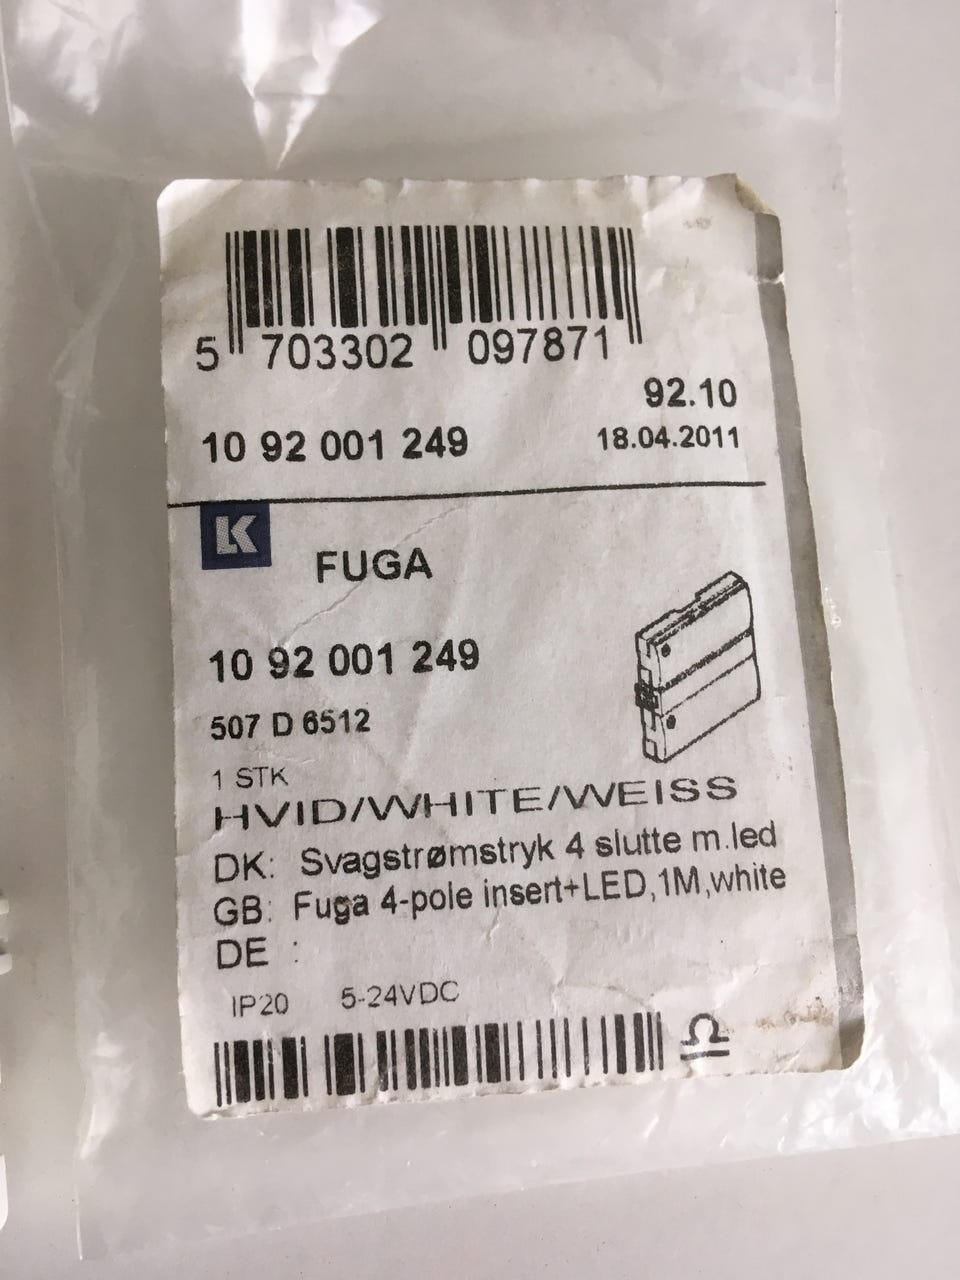 5 703302 097871
92.10
10 92 001 249 18.04.2011
LK
FUGA
10 92 001 249
507 D 6512
1 STK
HVID/WHITE/WEISS
DK: Svagstrømstryk 4 slutte m.led
GB: Fuga 4-pole insert+LED,1M,white
DE :
IP20 5-24VDC